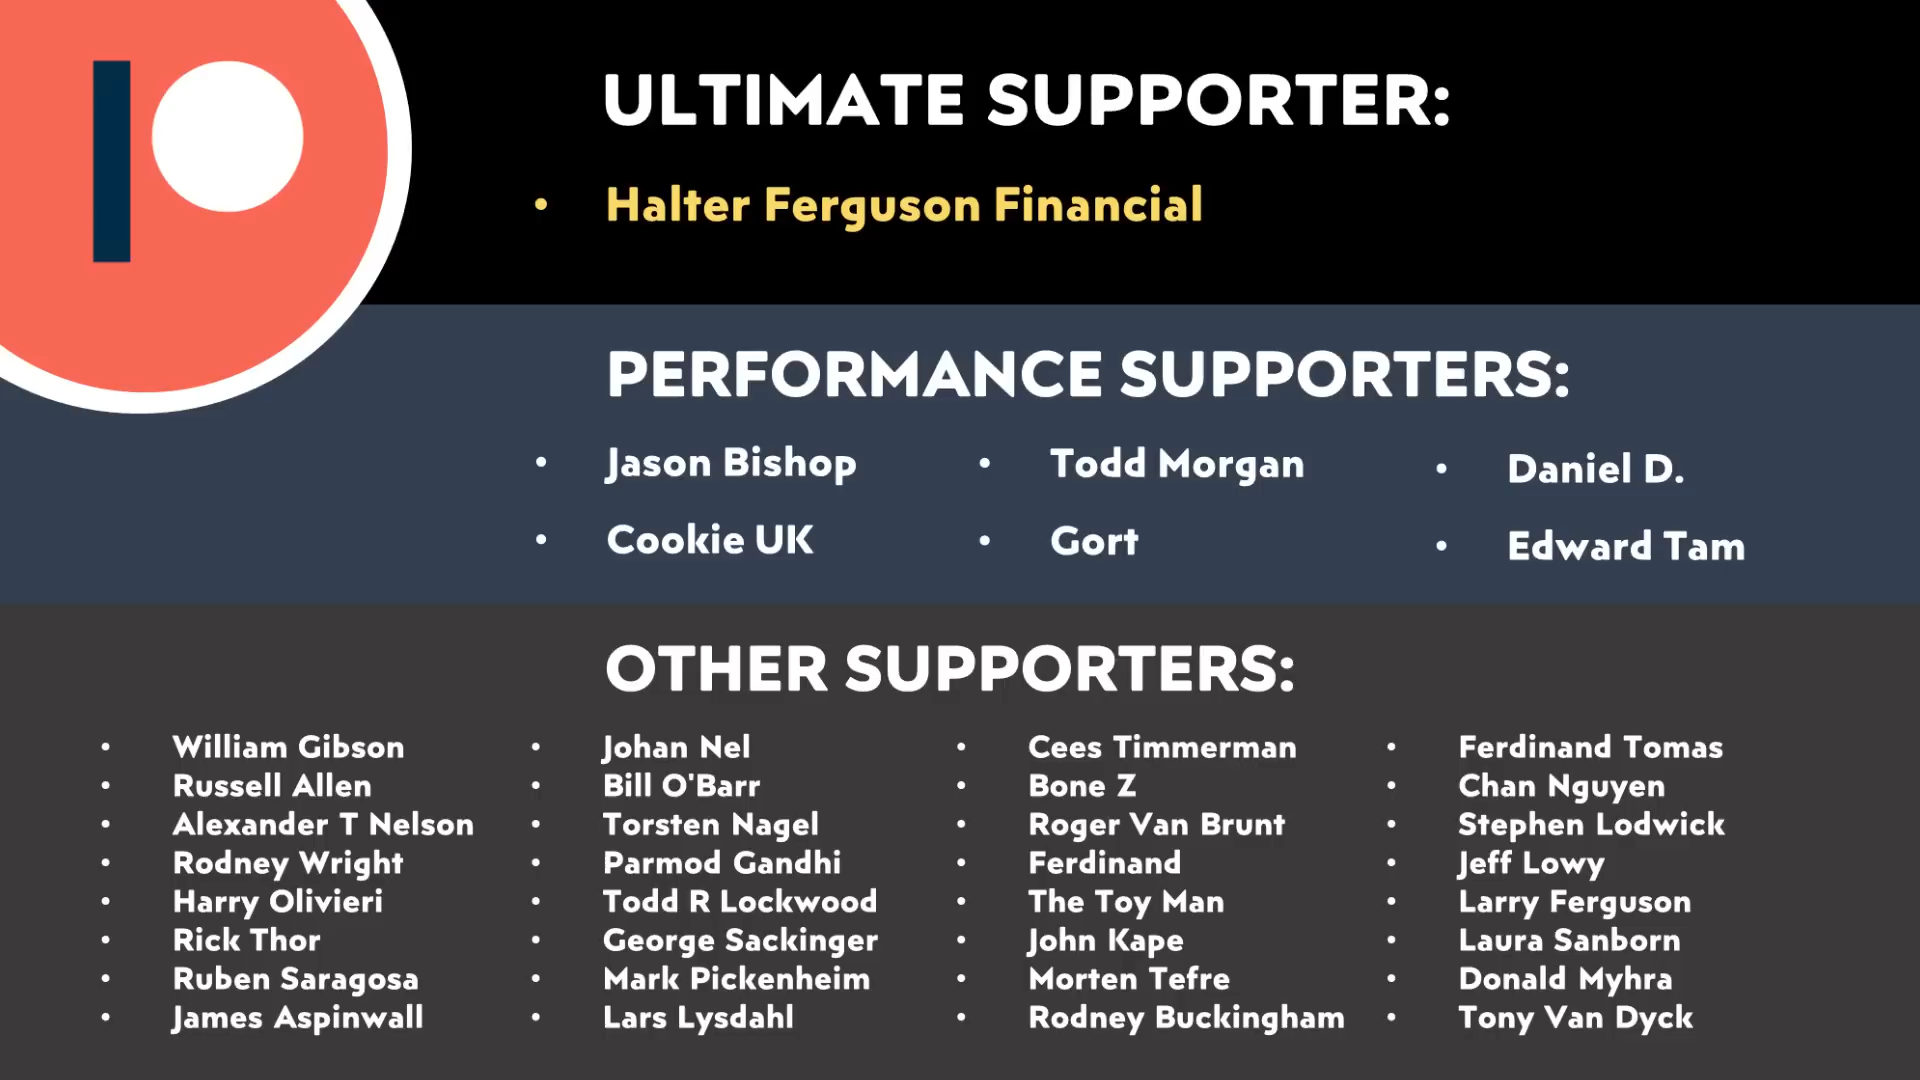 ULTIMATE SUPPORTER:
• Halter Ferguson Financial
PERFORMANCE SUPPORTERS:
• Jason Bishop • Todd Morgan • Daniel D.
• Cookie UK • Gort • Edward Tam
OTHER SUPPORTERS:
• William Gibson • Johan Nel • Cees Timmerman • Ferdinand Tomas
• Russell Allen • Bill O'Barr • Bone Z • Chan Nguyen
• Alexander T Nelson • Torsten Nagel • Roger Van Brunt • Stephen Lodwick
• Rodney Wright • Parmod Gandhi • Ferdinand • Jeff Lowy
• Harry Olivieri • Todd R Lockwood • The Toy Man • Larry Ferguson
• Rick Thor • George Sackinger • John Kape • Laura Sanborn
• Ruben Saragosa • Mark Pickenheim • Morten Tefre • Donald Myhra
• James Aspinwall • Lars Lysdahl • Rodney Buckingham • Tony Van Dyck